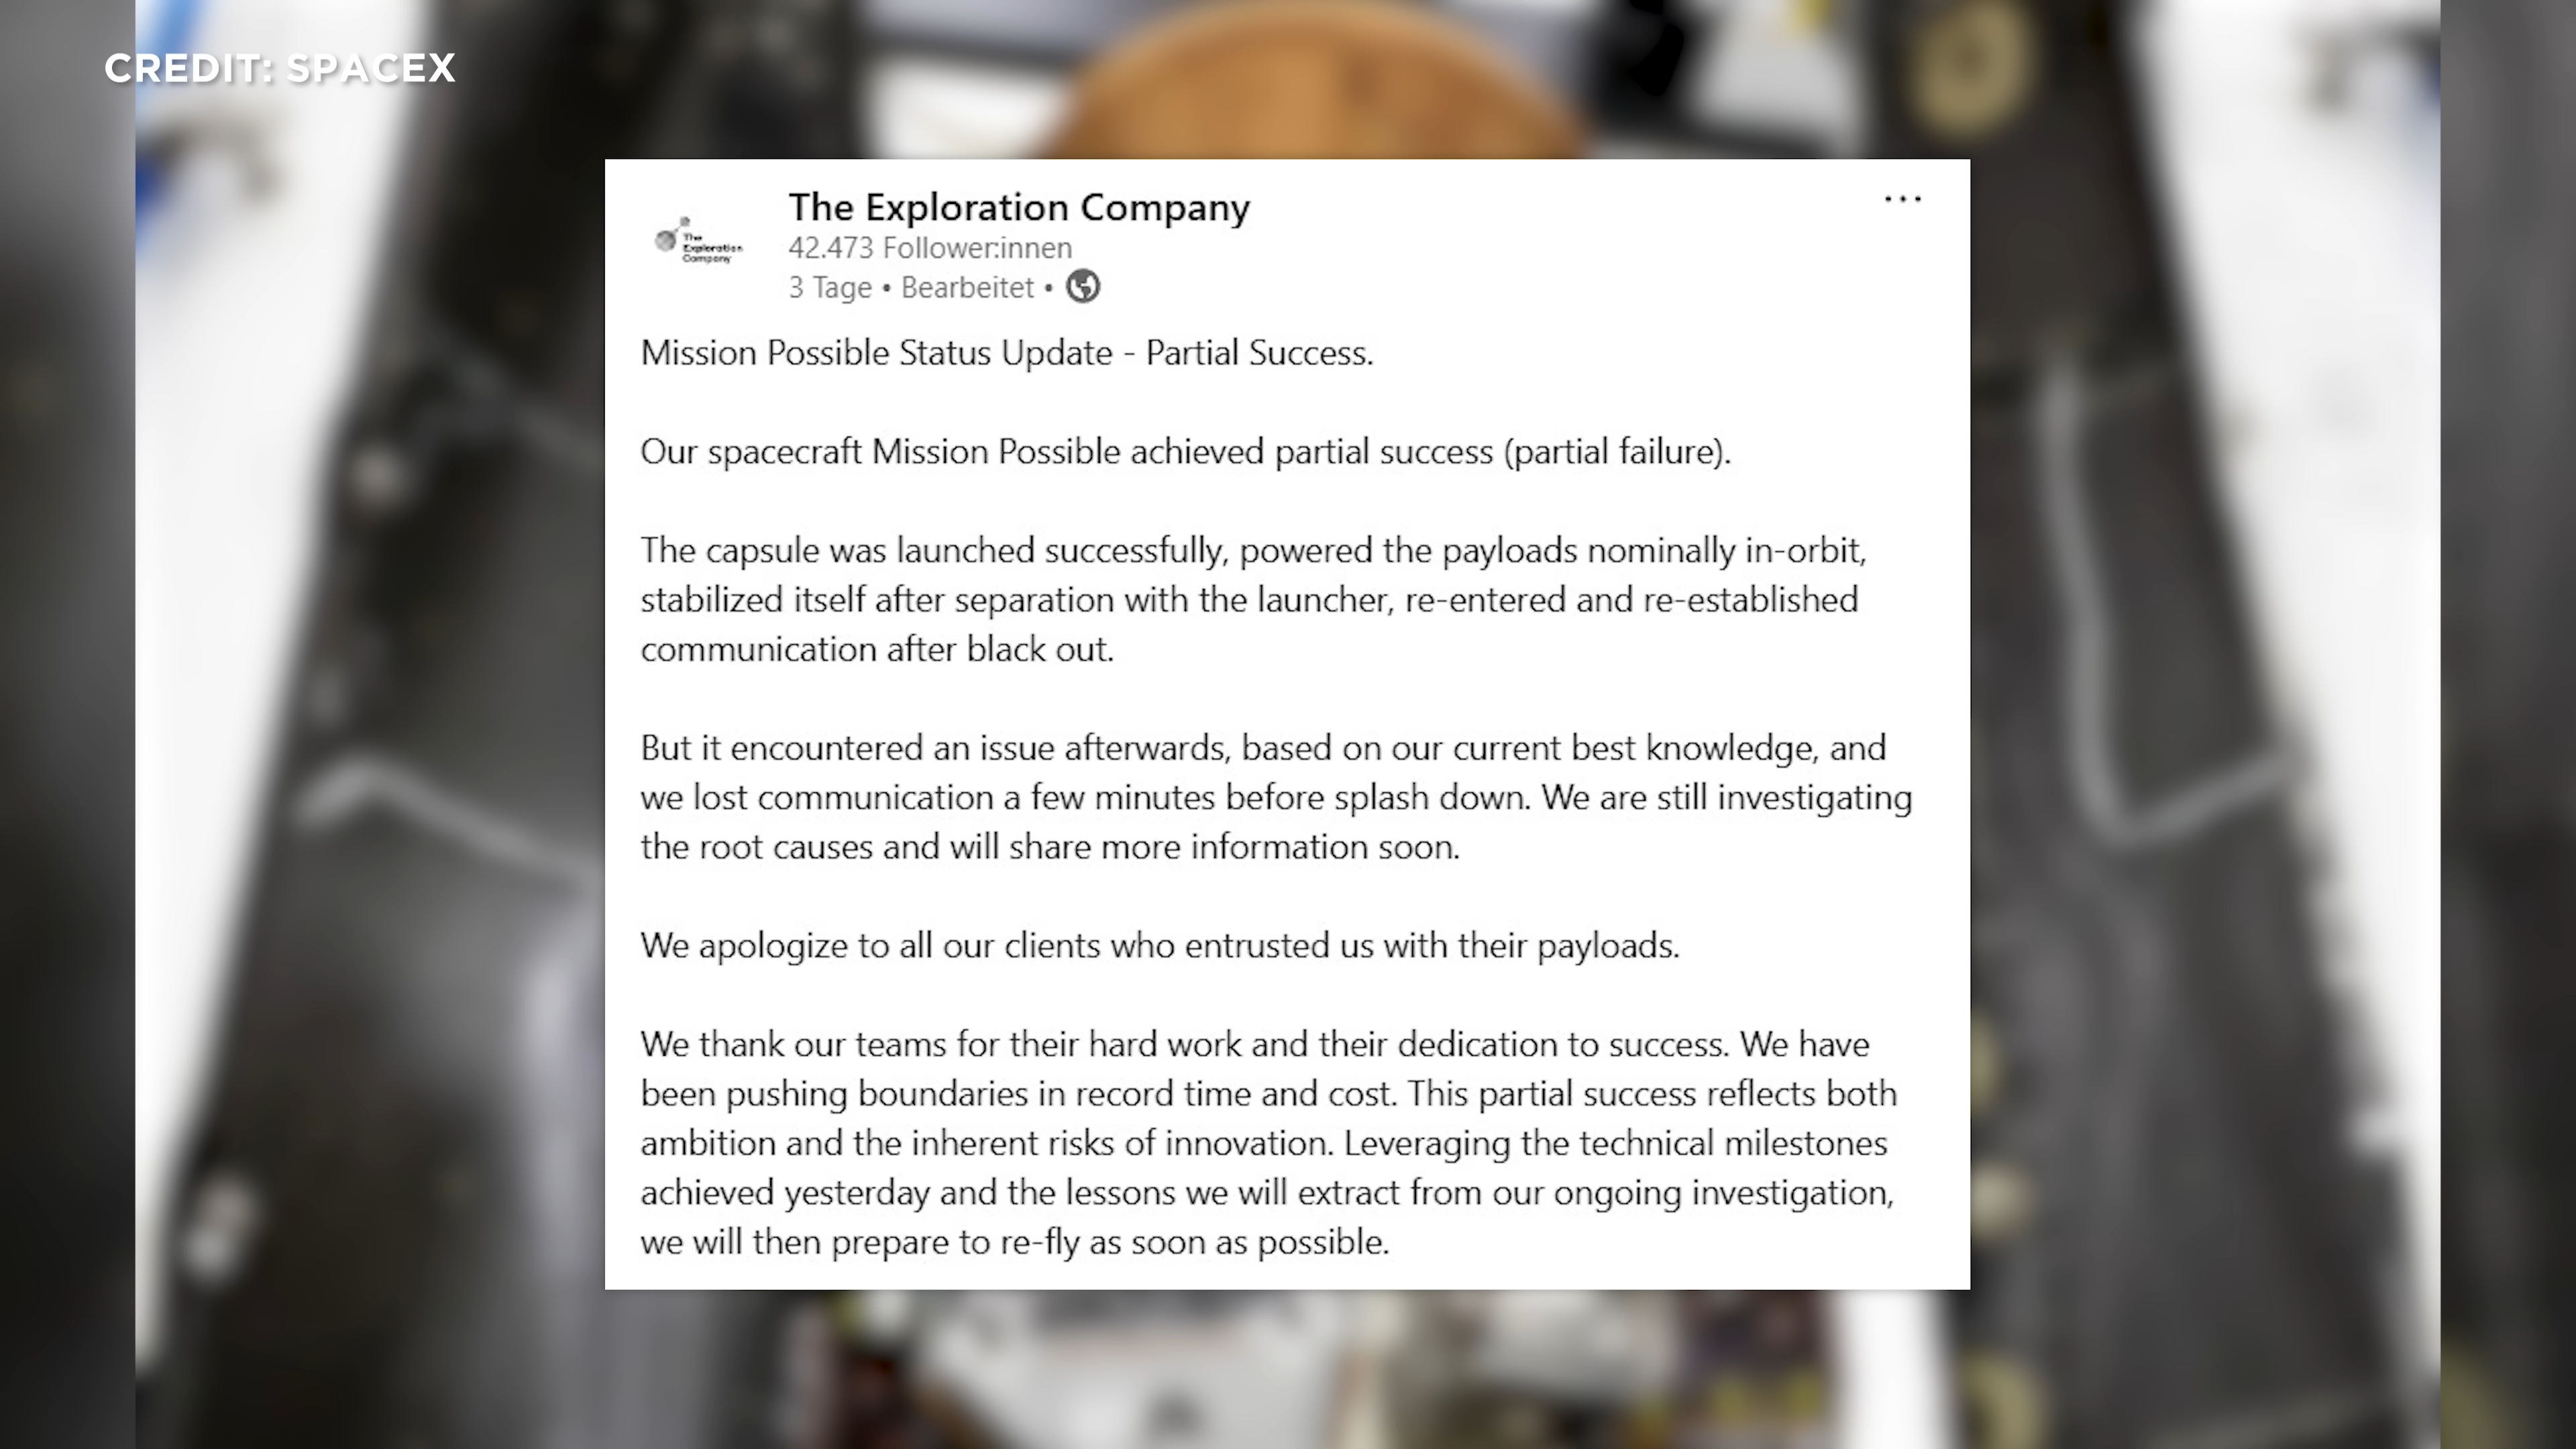 CREDIT: SPACEX
The Exploration Company
42.473 Follower:innen
3 Tage • Bearbeitet •
The
Exploration
Company
Mission Possible Status Update - Partial Success.
Our spacecraft Mission Possible achieved partial success (partial failure).
The capsule was launched successfully, powered the payloads nominally in-orbit,
stabilized itself after separation with the launcher, re-entered and re-established
communication after black out.
But it encountered an issue afterwards, based on our current best knowledge, and
we lost communication a few minutes before splash down. We are still investigating
the root causes and will share more information soon.
We apologize to all our clients who entrusted us with their payloads.
We thank our teams for their hard work and their dedication to success. We have
been pushing boundaries in record time and cost. This partial success reflects both
ambition and the inherent risks of innovation. Leveraging the technical milestones
achieved yesterday and the lessons we will extract from our ongoing investigation,
we will then prepare to re-fly as soon as possible.